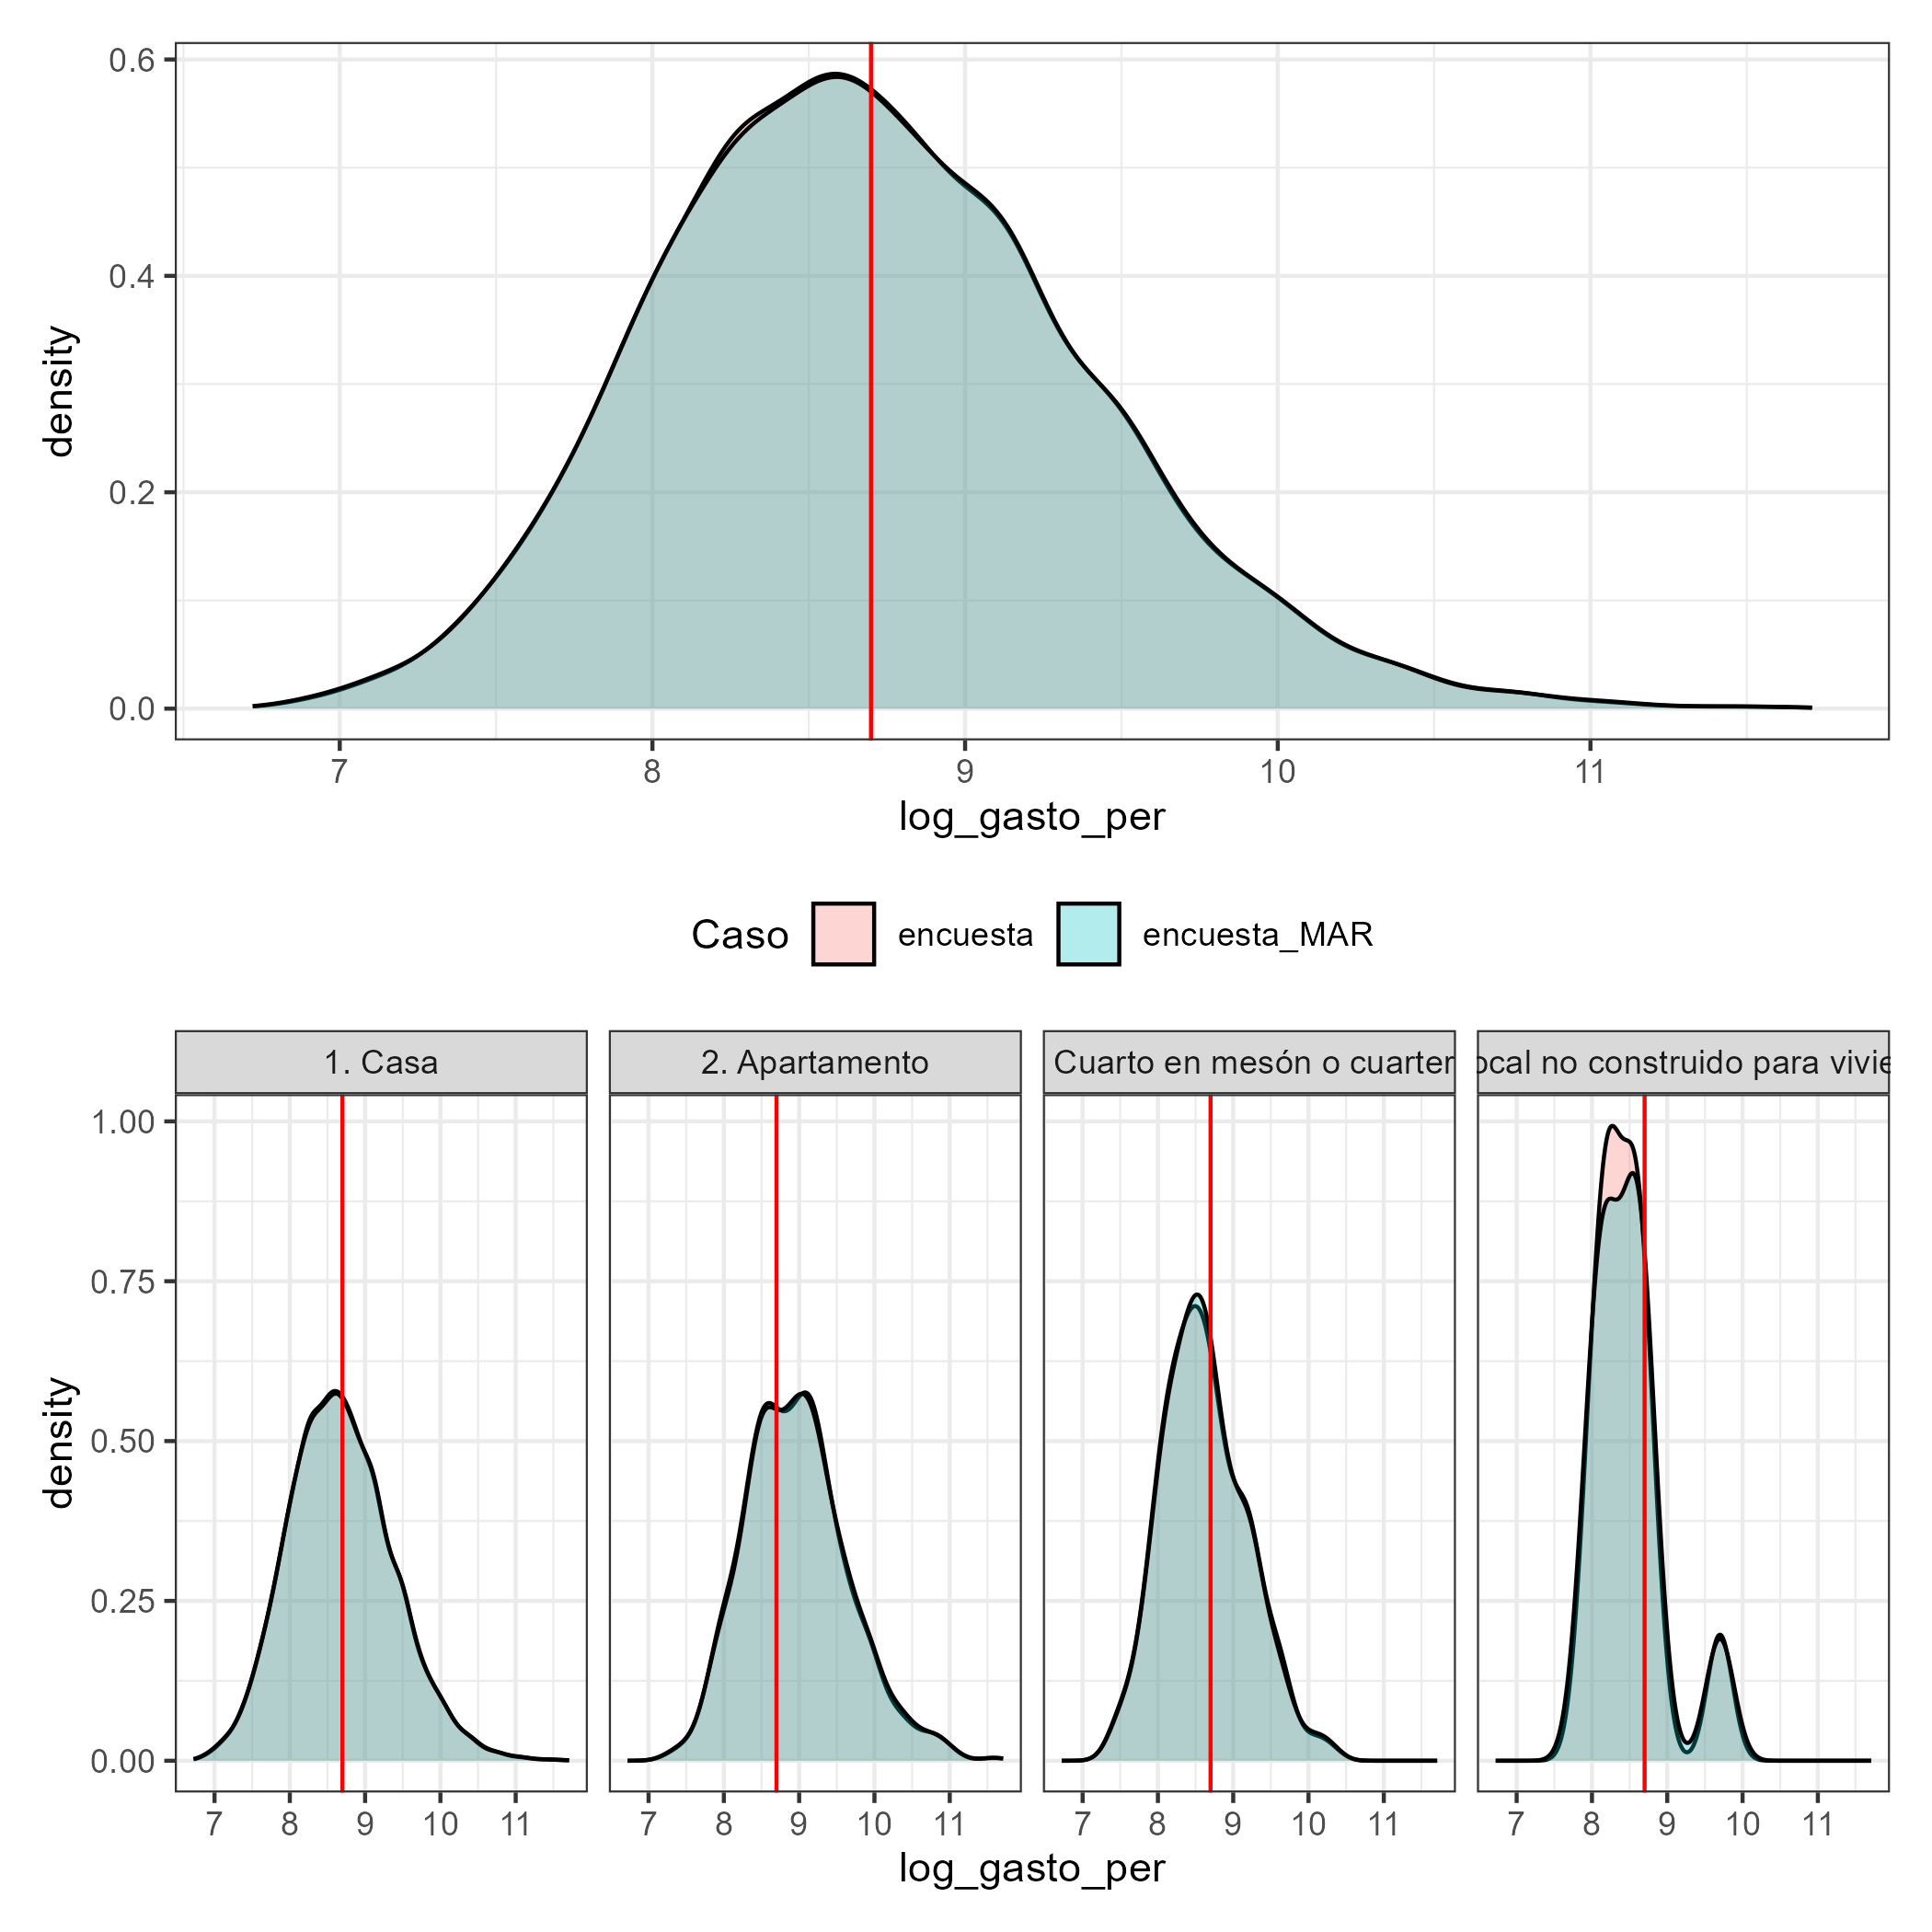 0.6
0.4
0.2
0.0
density
7 8 9 10 11
log_gasto_per
Caso encuesta encuesta_MAR
1. Casa 2. Apartamento Cuarto en mesón o cuarter ocal no construido para vivie
1.00
0.75
0.50
0.25
0.00
density
7 8 9 10 11 7 8 9 10 11 7 8 9 10 11 7 8 9 10 11
log_gasto_per